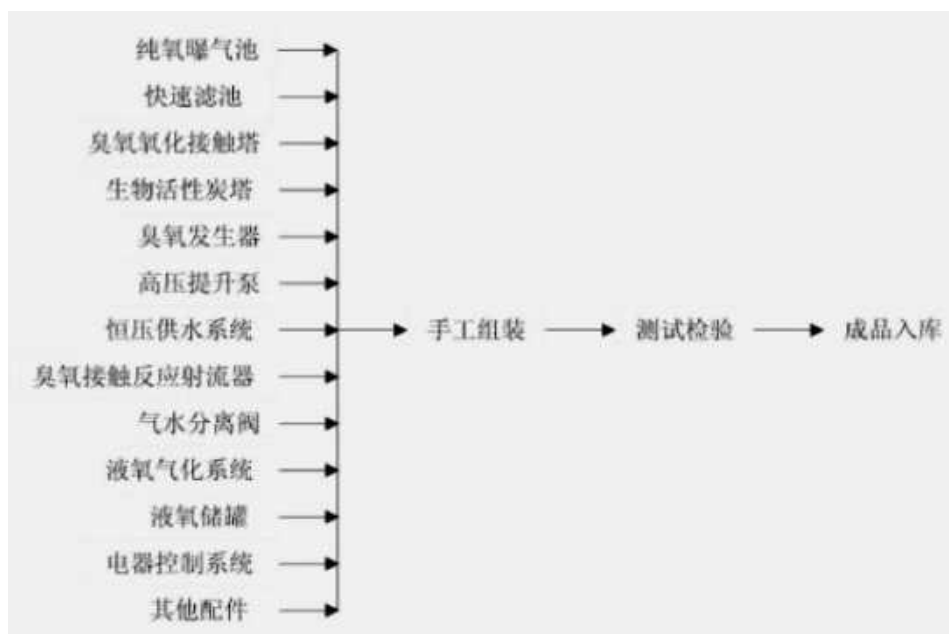 纯氧曝气池
快速滤池
臭氧氧化接触塔
生物活性炭塔
臭氧发生器
高压提升泵
恒压供水系统
手工组装
测试检验
成品入库
臭氧接触反应射流器
气水分离阀
液氧气化系统
液氧储罐
电器控制系统
其他配件